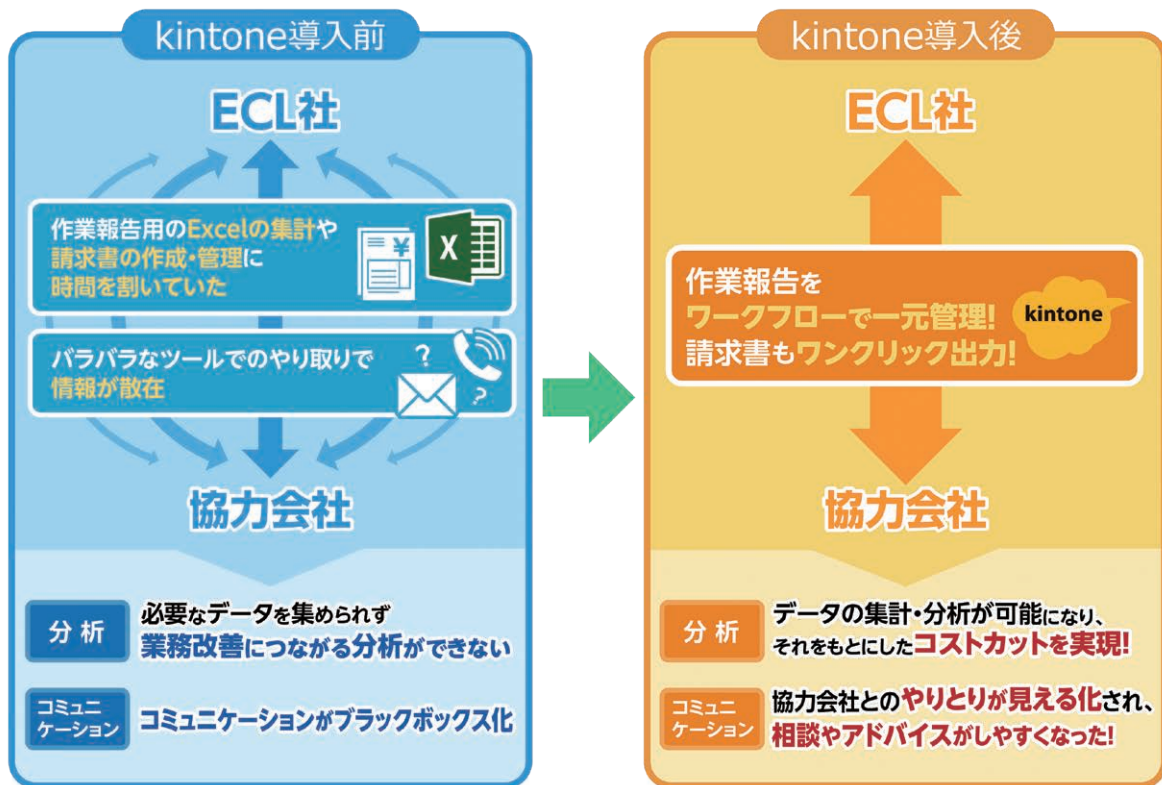 kintone導入前
ECL社
作業報告用のExcelの集計や
請求書の作成・管理に
時間を割いていた
¥
X
バラバラなツールでのやり取りで
情報が散在
?
?
協力会社
分析
必要なデータを集められず
業務改善につながる分析ができない
コミュニ
ケーション
コミュニケーションがブラックボックス化
kintone導入後
ECL社
作業報告を
ワークフローで一元管理!
請求書もワンクリック出力!
kintone
協力会社
分析
データの集計・分析が可能になり、
それをもとにしたコストカットを実現!
コミュニ
ケーション
協力会社とのやりとりが見える化され、
相談やアドバイスがしやすくなった!